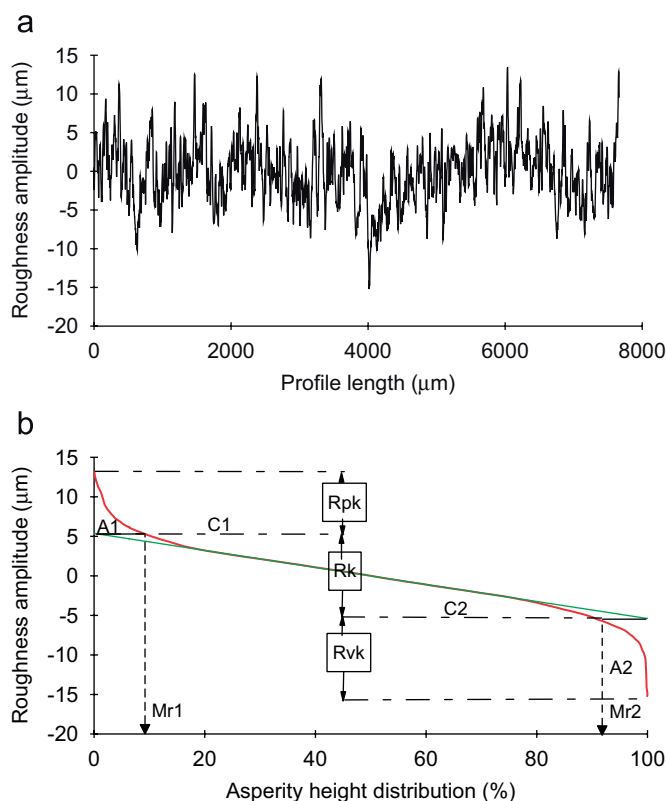 a
15
10
5
0
-5
-10
-15
-20
Roughness amplitude (μm)
0 2000 4000 6000 8000
Profile length (μm)
b
15
10
5
0
-5
-10
-15
-20
Roughness amplitude (μm)
A1
C1
Rpk
Rk
C2
Rvk
A2
Mr1
Mr2
0 20 40 60 80 100
Asperity height distribution (%)